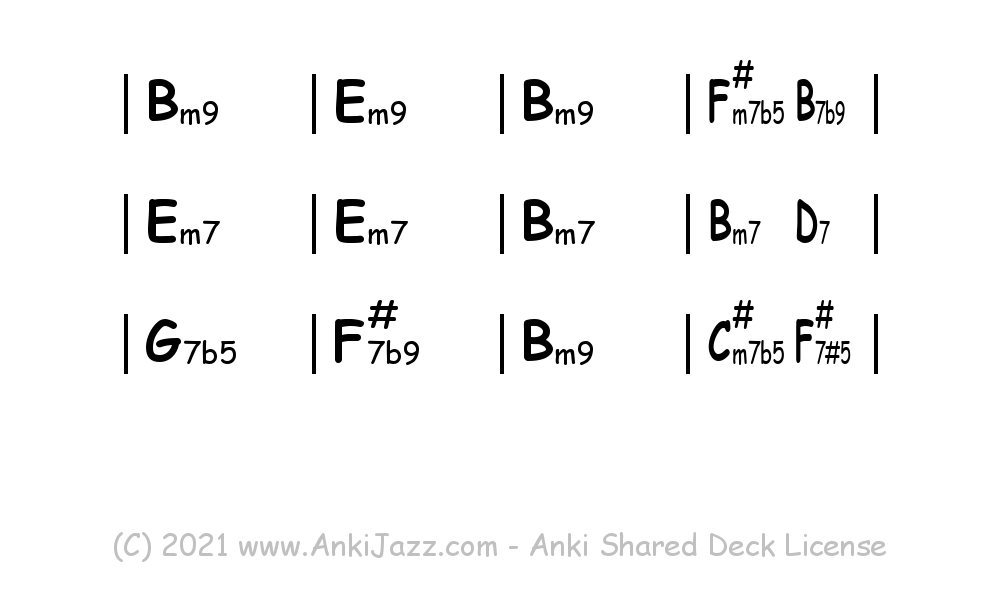 | Bm9 | Em9 | Bm9 | F#m7b5 B7b9 |
| Em7 | Em7 | Bm7 | Bm7 D7 |
| G7b5 | F#7b9 | Bm9 | C#m7b5 F#7#5 |
(C) 2021 www.AnkiJazz.com - Anki Shared Deck License